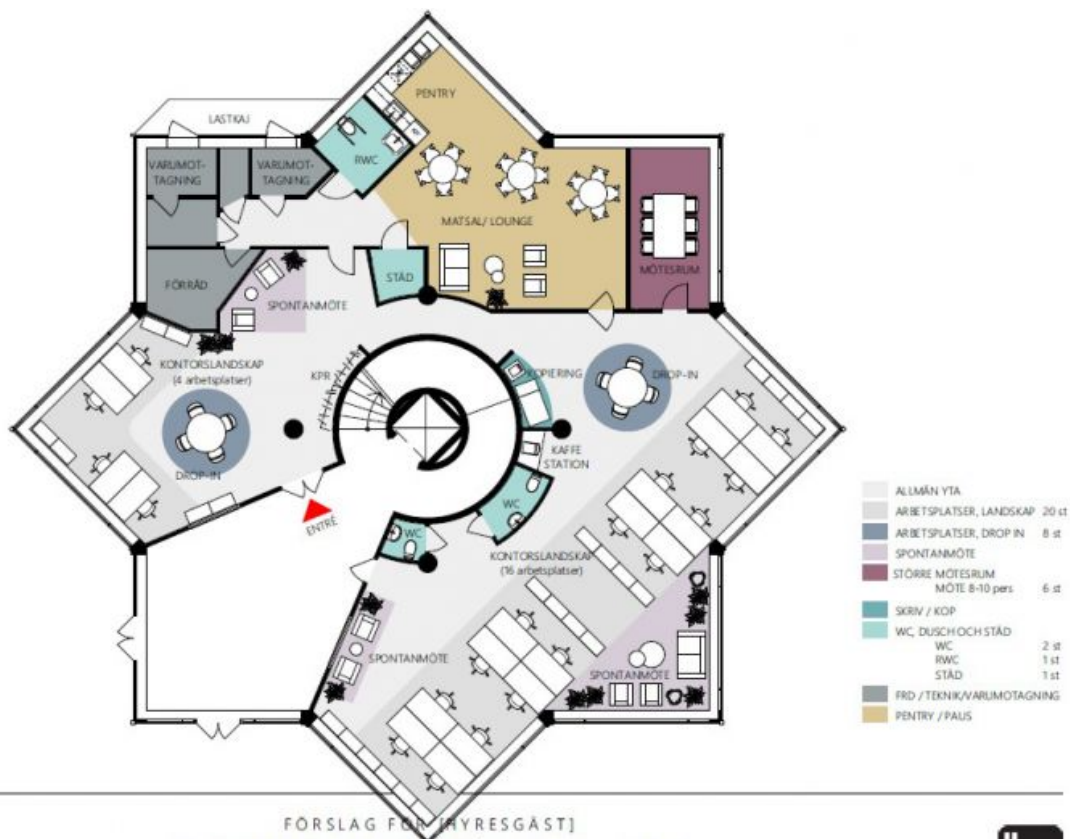 LASTKAJ
PENTRY
VARUMOT-
TAGNING
VARUMOT-
TAGNING
RWC
MATSAL/ LOUNGE
MÖTESRUM
STÄD
FÖRRÅD
SPONTANMÖTE
KONTORSLANDSKAP
(4 arbetsplatser)
KPR
KOPIERING
DROP-IN
DROP-IN
KAFFE
STATION
ENTRÉ
WC
WC
KONTORSLANDSKAP
(16 arbetsplatser)
SPONTANMÖTE
SPONTANMÖTE
ALLMÄN YTA
ARBETSPLATSER, LANDSKAP 20 st
ARBETSPLATSER, DROP IN 8 st
SPONTANMÖTE
STÖRRE MÖTESRUM
MÖTE 8-10 pers 6 st
SKRIV / KOP
WC, DUSCH OCH STÄD
WC 2 st
RWC 1 st
STÄD 1 st
FRD / TEKNIK/VARUMOTAGNING
PENTRY / PAUS
FÖRSLAG FÖR [HYRESGÄST]